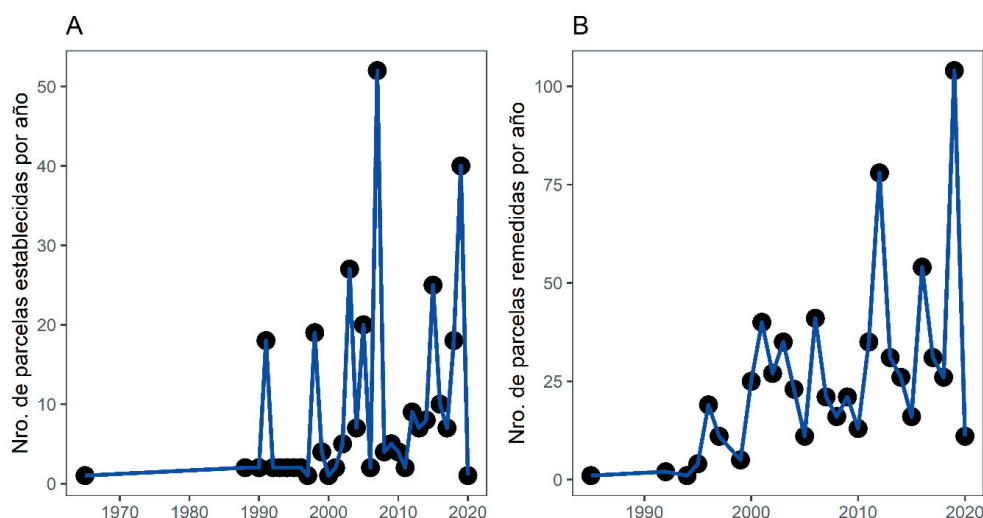 A
Nro. de parcelas establecidas por año
50
40
30
20
10
0
1970 1980 1990 2000 2010 2020
B
Nro. de parcelas remedidas por año
100
75
50
25
0
1990 2000 2010 2020